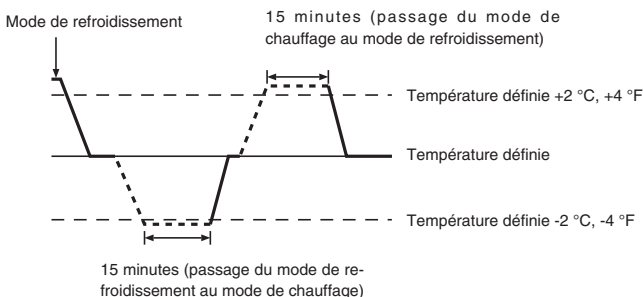 Mode de refroidissement
15 minutes (passage du mode de
chauffage au mode de refroidissement)
Température définie +2 °C, +4 °F
Température définie
Température définie -2 °C, -4 °F
15 minutes (passage du mode de re-
froidissement au mode de chauffage)